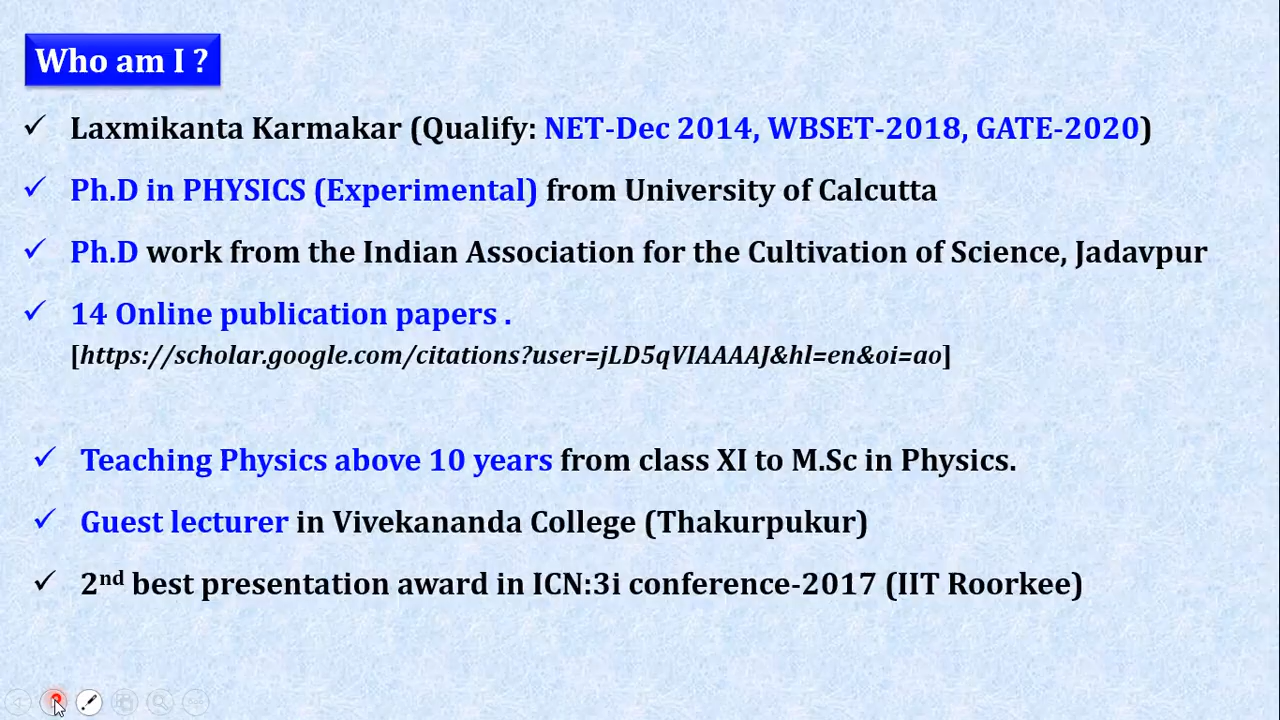 Who am I ?
✓ Laxmikanta Karmakar (Qualify: NET-Dec 2014, WBSET-2018, GATE-2020)
✓ Ph.D in PHYSICS (Experimental) from University of Calcutta
✓ Ph.D work from the Indian Association for the Cultivation of Science, Jadavpur
✓ 14 Online publication papers .
[https://scholar.google.com/citations?user=jLD5qVIAAAAJ&hl=en&oi=ao]
✓ Teaching Physics above 10 years from class XI to M.Sc in Physics.
✓ Guest lecturer in Vivekananda College (Thakurpukur)
✓ 2nd best presentation award in ICN:3i conference-2017 (IIT Roorkee)